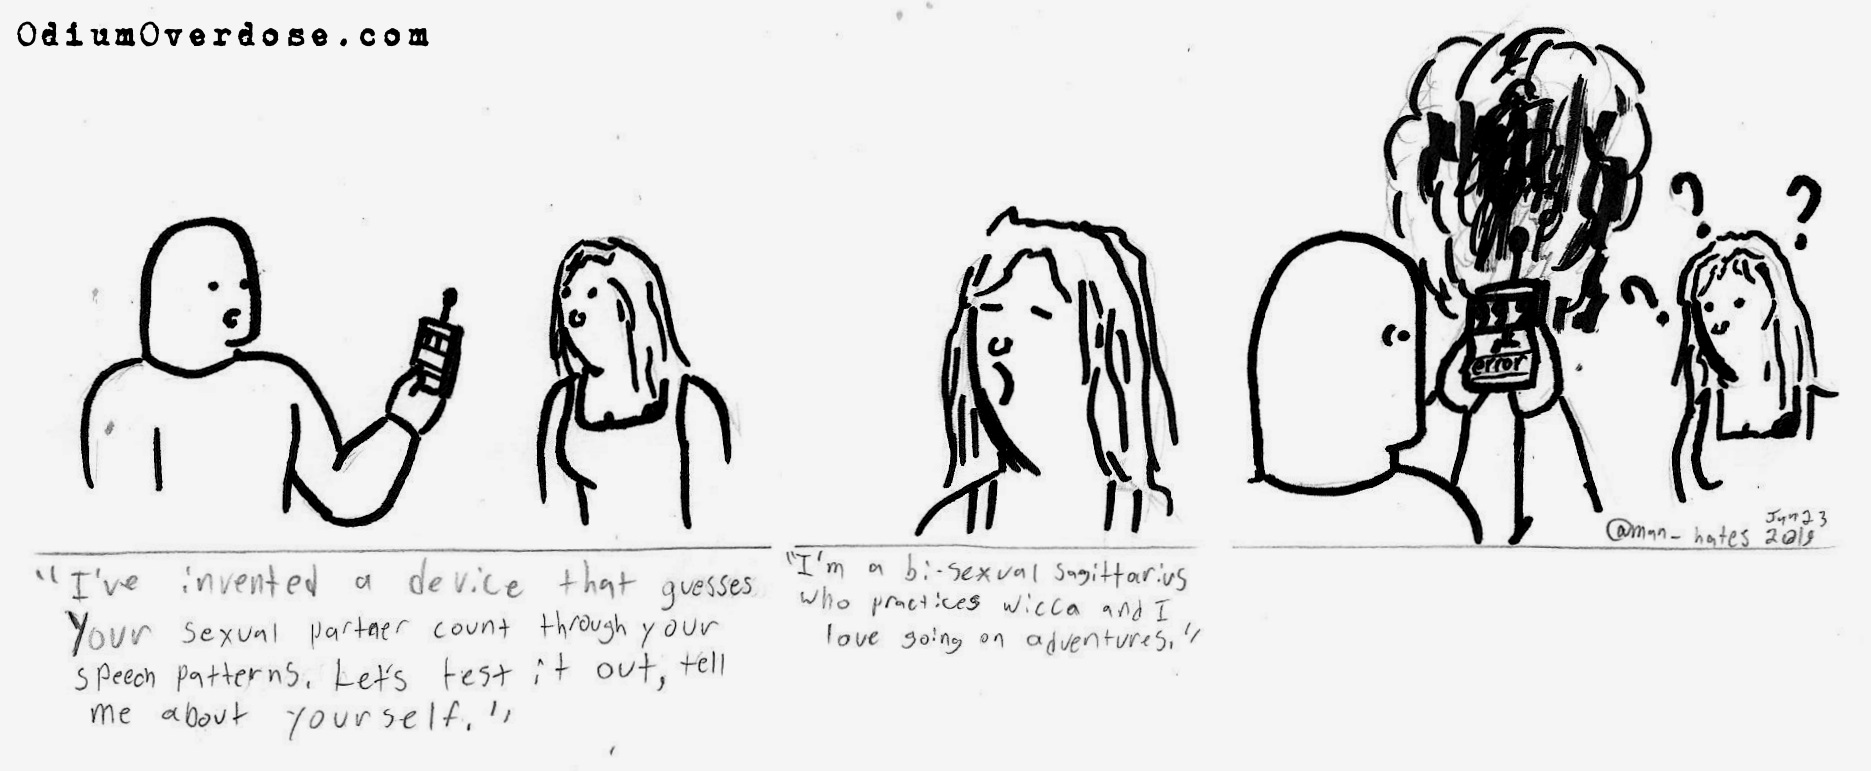 OdiumOverdose.com
"I've invented a device that guesses
Your sexual partner count through your
speech patterns. Let's test it out, tell
me about yourself."
"I'm a bi-sexual sagittarius
who practices wicca and I
love going on adventures."
? ?
?
999
error
@man_hates Jun 23
2019